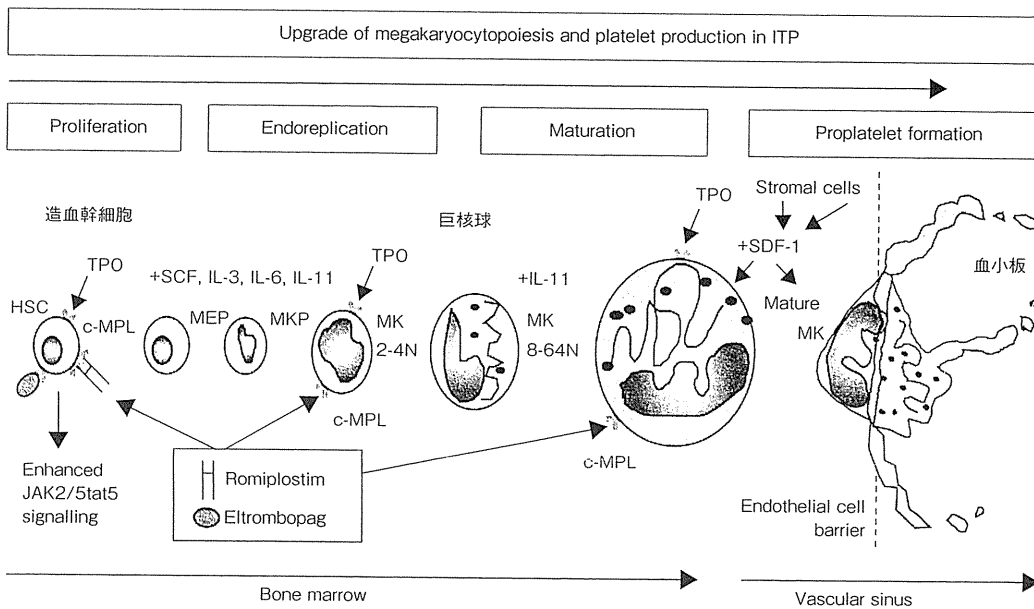 Upgrade of megakaryocytopoiesis and platelet production in ITP
Proliferation
Endoreplication
Maturation
Proplatelet formation
造血幹細胞
巨核球
TPO
Stromal cells
TPO
+SCF, IL-3, IL-6, IL-11
TPO
+IL-11
+SDF-1
血小板
HSC
c-MPL
MEP
MKP
MK
2-4N
MK
8-64N
Mature
MK
c-MPL
c-MPL
Enhanced
JAK2/5tat5
signalling
Romiplostim
Eltrombopag
Endothelial cell
barrier
Bone marrow
Vascular sinus